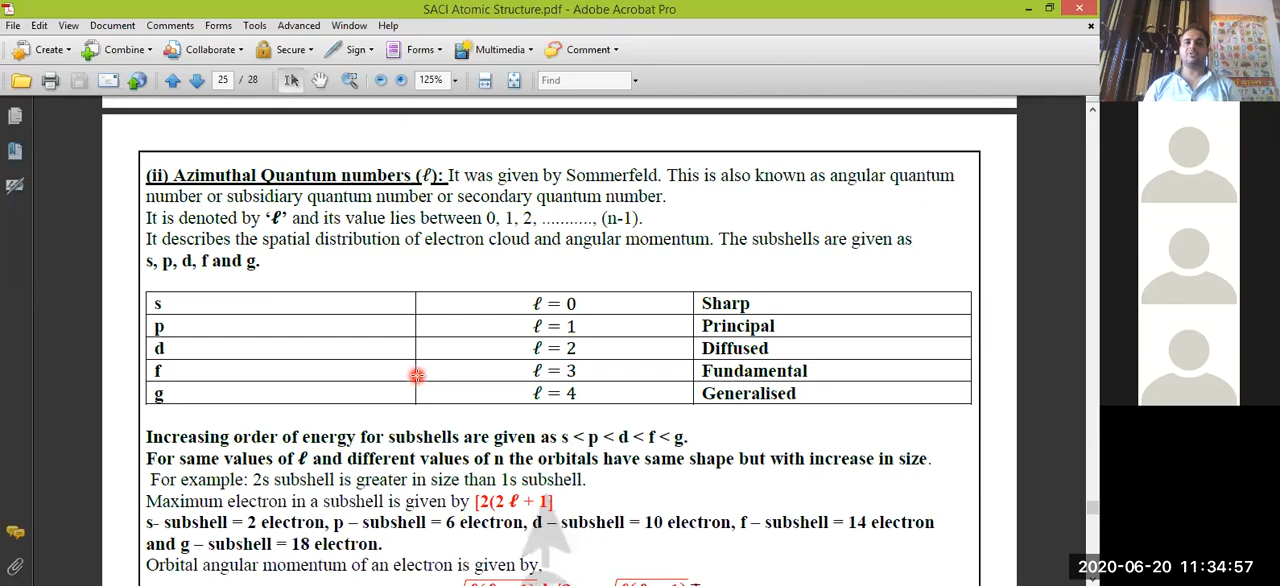 SACI Atomic Structure.pdf - Adobe Acrobat Pro
File Edit View Document Comments Forms Tools Advanced Window Help
Create Combine Collaborate Secure Sign Forms Multimedia Comment
25 / 28 125% Find
(ii) Azimuthal Quantum numbers (ℓ): It was given by Sommerfeld. This is also known as angular quantum
number or subsidiary quantum number or secondary quantum number.
It is denoted by ‘ℓ’ and its value lies between 0, 1, 2, ..........., (n-1).
It describes the spatial distribution of electron cloud and angular momentum. The subshells are given as
s, p, d, f and g.
s ℓ = 0 Sharp
p ℓ = 1 Principal
d ℓ = 2 Diffused
f ℓ = 3 Fundamental
g ℓ = 4 Generalised
Increasing order of energy for subshells are given as s < p < d < f < g.
For same values of ℓ and different values of n the orbitals have same shape but with increase in size.
For example: 2s subshell is greater in size than 1s subshell.
Maximum electron in a subshell is given by [2(2 ℓ + 1]
s- subshell = 2 electron, p – subshell = 6 electron, d – subshell = 10 electron, f – subshell = 14 electron
and g – subshell = 18 electron.
Orbital angular momentum of an electron is given by,
2020-06-20 11:34:57